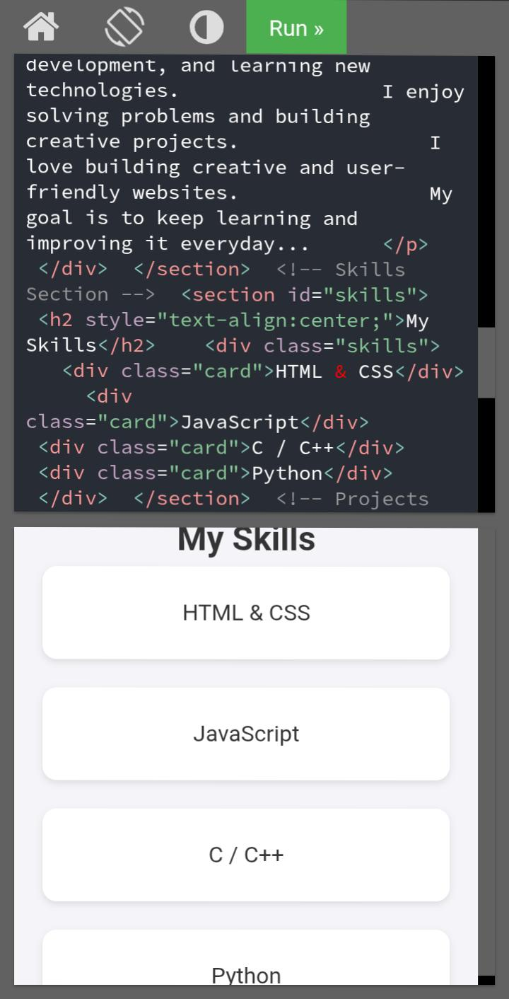 Run »
development, and learning new
technologies. I enjoy
solving problems and building
creative projects. I
love building creative and user-
friendly websites. My
goal is to keep learning and
improving it everyday... </p>
</div> </section> <!-- Skills
Section --> <section id="skills">
<h2 style="text-align:center;">My
Skills</h2> <div class="skills">
<div class="card">HTML & CSS</div>
<div
class="card">JavaScript</div>
<div class="card">C / C++</div>
<div class="card">Python</div>
</div> </section> <!-- Projects
My Skills
HTML & CSS
JavaScript
C / C++
Python